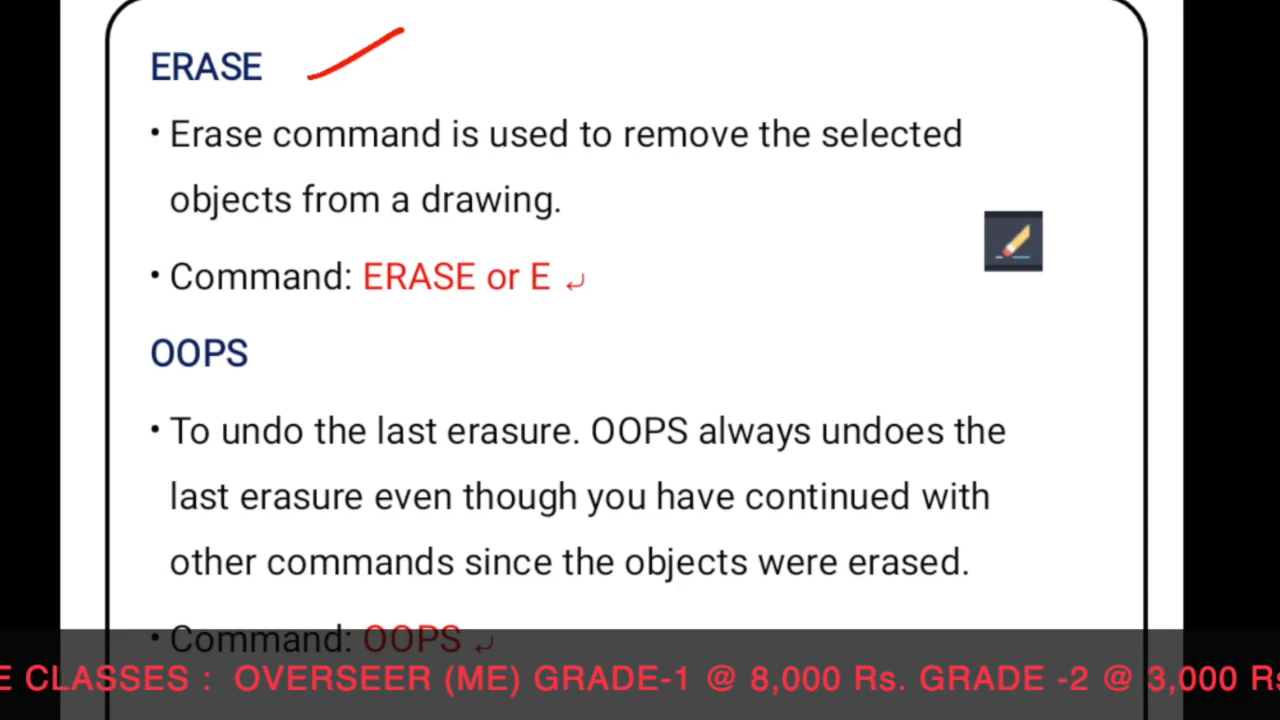 ERASE
• Erase command is used to remove the selected
objects from a drawing.
• Command: ERASE or E ↲
OOPS
• To undo the last erasure. OOPS always undoes the
last erasure even though you have continued with
other commands since the objects were erased.
• Command: OOPS ↲
E CLASSES : OVERSEER (ME) GRADE-1 @ 8,000 Rs. GRADE -2 @ 3,000 Rs